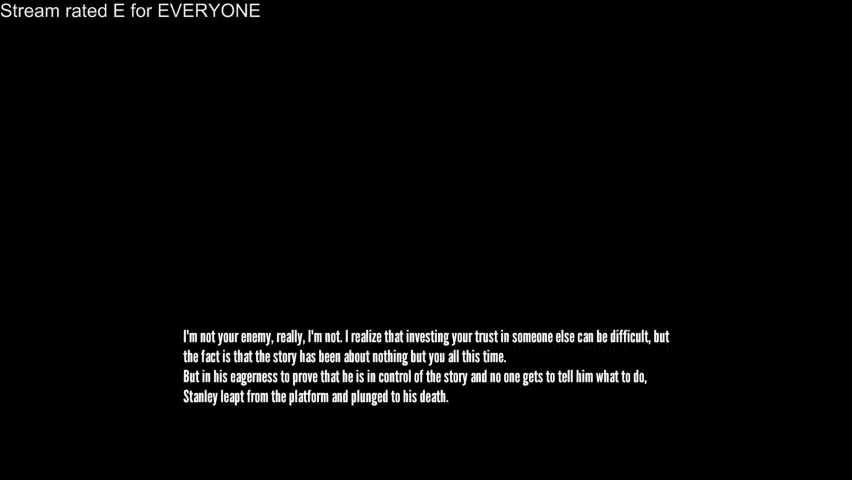 Stream rated E for EVERYONE
I'm not your enemy, really, I'm not. I realize that investing your trust in someone else can be difficult, but
the fact is that the story has been about nothing but you all this time.
But in his eagerness to prove that he is in control of the story and no one gets to tell him what to do,
Stanley leapt from the platform and plunged to his death.